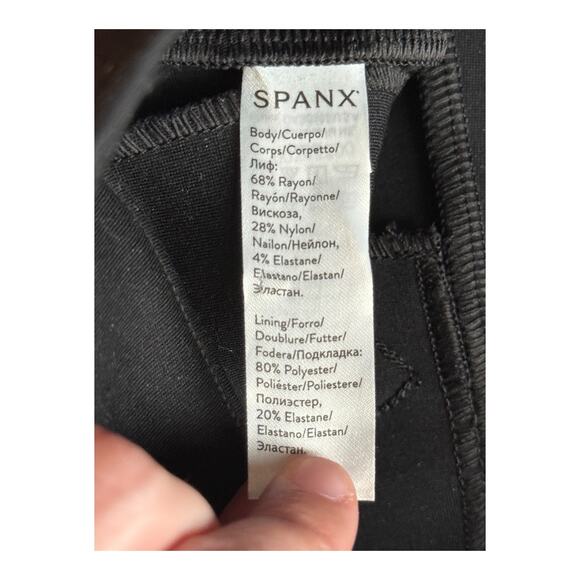 SPANX
Body/Cuerpo/
Corps/Corpetto/
Лиф:
68% Rayon/
Rayón/Rayonne/
Вискоза,
28% Nylon/
Nailon/Нейлон,
4% Elastane/
Elastano/Elastan/
Эластан.
Lining/Forro/
Doublure/Futter/
Fodera/Подкладка:
80% Polyester/
Poliéster/Poliestere/
Полиэстер,
20% Elastane/
Elastano/Elastan/
Эластан.